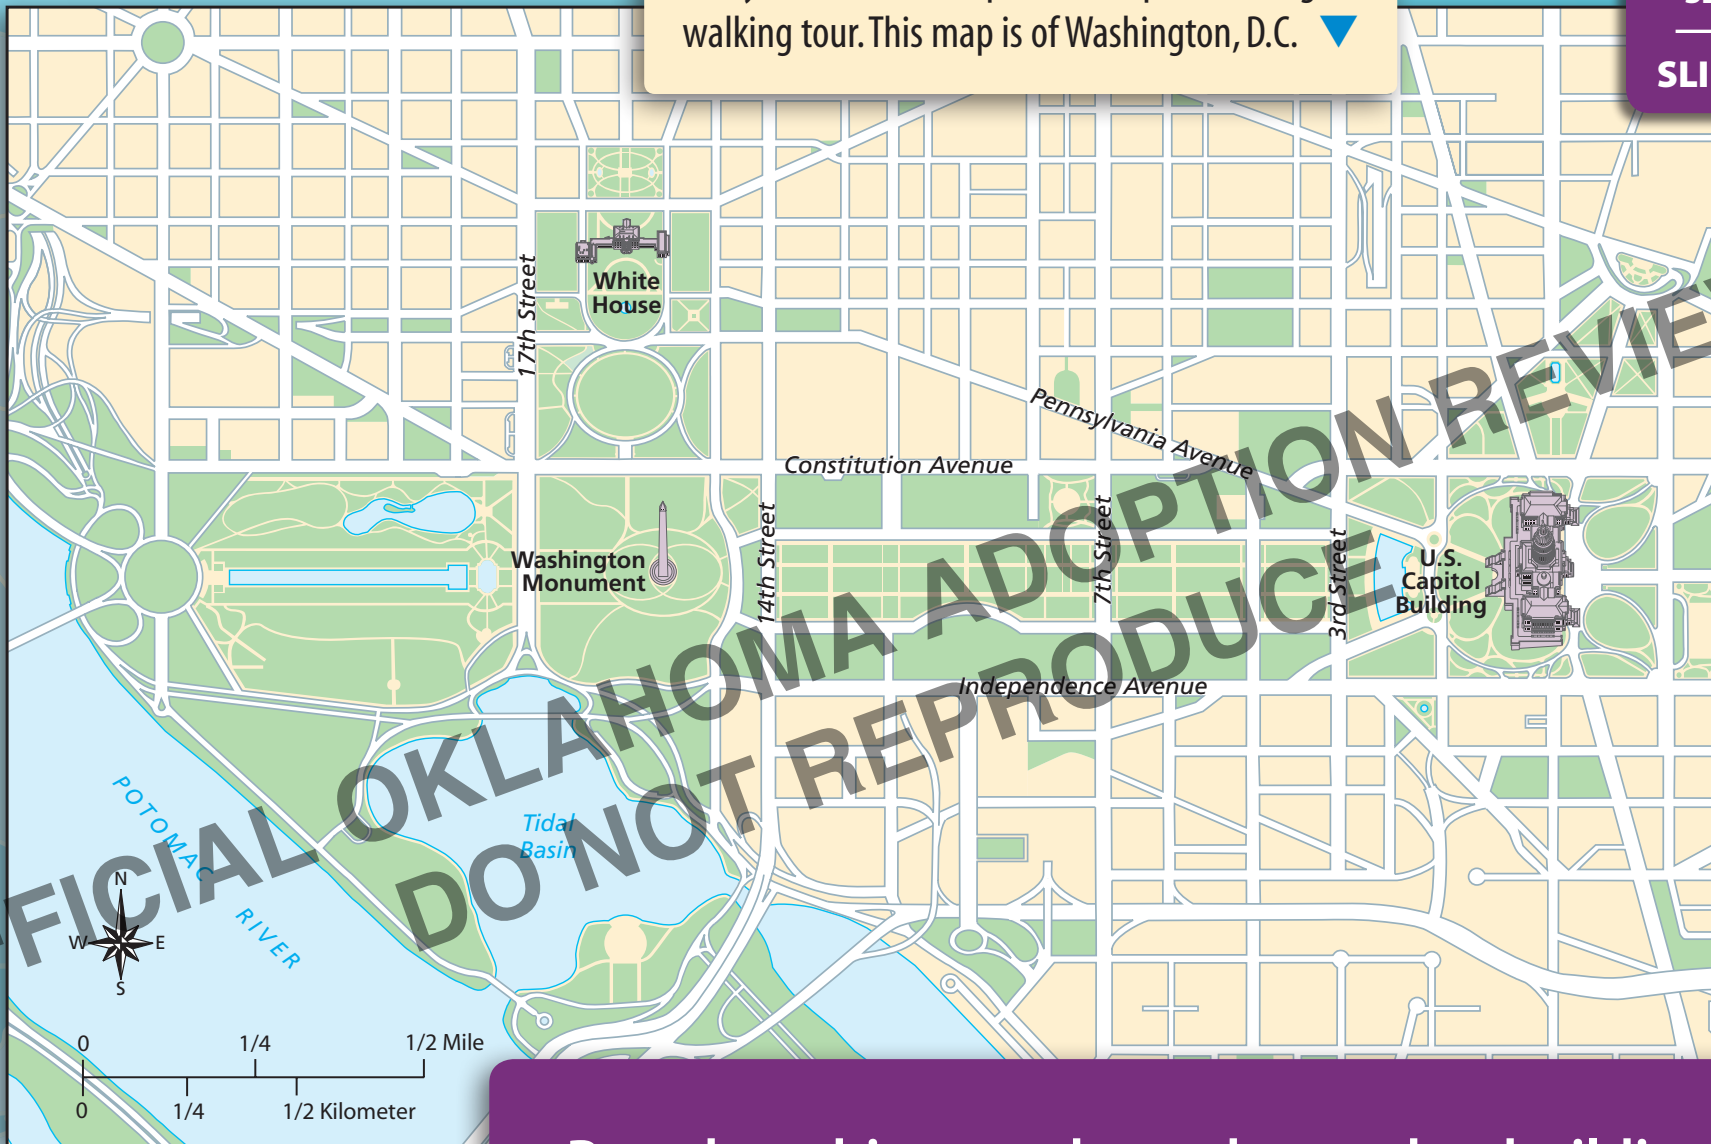 walking tour. This map is of Washington, D.C.
SLI
17th Street
White
House
Pennsylvania Avenue
Constitution Avenue
14th Street
7th Street
3rd Street
Washington
Monument
U.S.
Capitol
Building
Independence Avenue
FICIAL OKLAHOMA ADOPTION REVIE
DO NOT REPRODUCE
Tidal
Basin
POTOMAC RIVER
N
W E
S
0 1/4 1/2 Mile
0 1/4 1/2 Kilometer